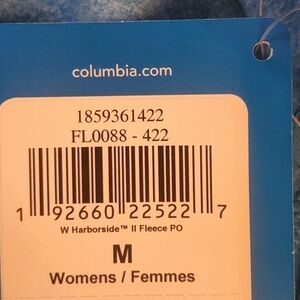 columbia.com
1859361422
FL0088 - 422
1 92660 22522 7
W Harborside™ II Fleece PO
M
Womens / Femmes